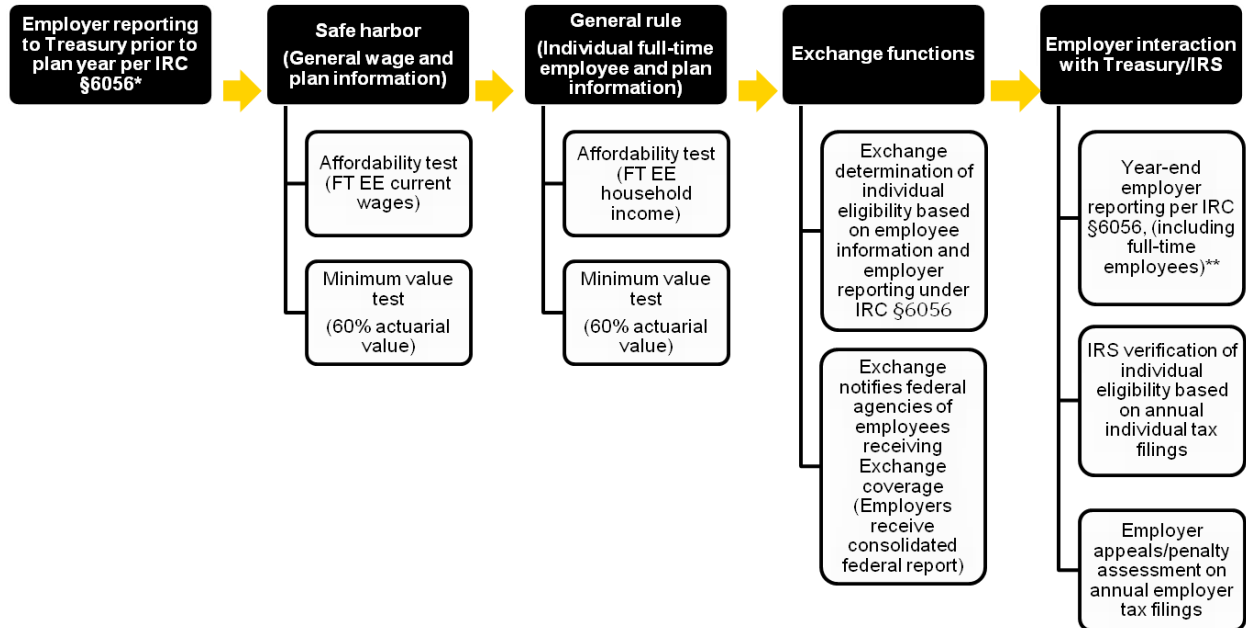 Employer reporting
to Treasury prior to
plan year per IRC
§6056*
Safe harbor
(General wage and
plan information)
Affordability test
(FT EE current
wages)
Minimum value
test
(60% actuarial
value)
General rule
(Individual full-time
employee and plan
information)
Affordability test
(FT EE
household
income)
Minimum value
test
(60% actuarial
value)
Exchange functions
Exchange
determination of
individual
eligibility based
on employee
information and
employer
reporting under
IRC §6056
Exchange
notifies federal
agencies of
employees
receiving
Exchange
coverage
(Employers
receive
consolidated
federal report)
Employer interaction
with Treasury/IRS
Year-end
employer
reporting per IRC
§6056, (including
full-time
employees)**
IRS verification of
individual
eligibility based
on annual
individual tax
filings
Employer
appeals/penalty
assessment on
annual employer
tax filings